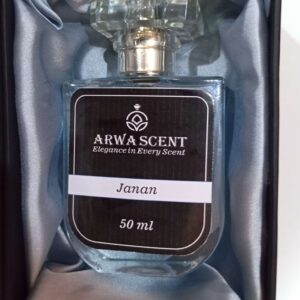 ARWA SCENT
Elegance in Every Scent
Janan
50 ml